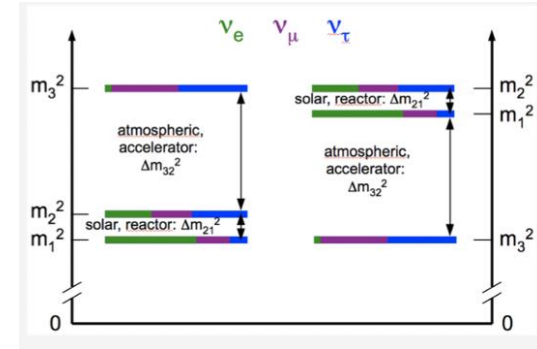 νe νμ ντ
m₃²
atmospheric,
accelerator:
Δm₃₂²
m₂²
solar, reactor: Δm₂₁²
m₁²
0
m₂²
solar, reactor: Δm₂₁²
m₁²
atmospheric,
accelerator:
Δm₃₂²
m₃²
0